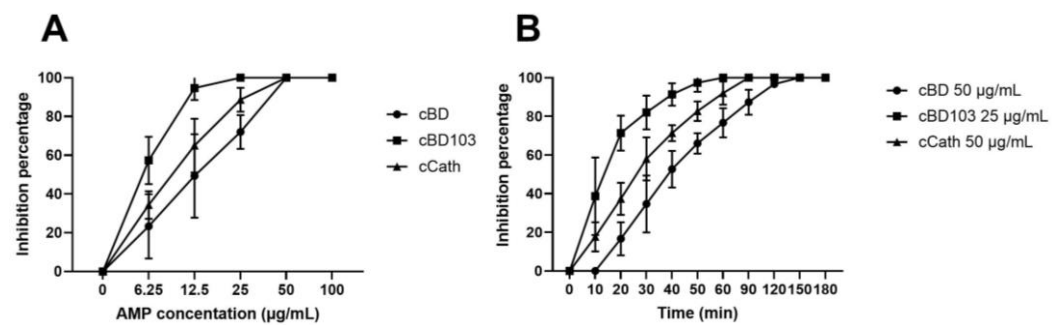 A
Inhibition percentage
100
80
60
40
20
0
0 6.25 12.5 25 50 100
AMP concentation (µg/mL)
cBD
cBD103
cCath
B
Inhibition percentage
100
80
60
40
20
0
0 10 20 30 40 50 60 90 120 150 180
Time (min)
cBD 50 µg/mL
cBD103 25 µg/mL
cCath 50 µg/mL